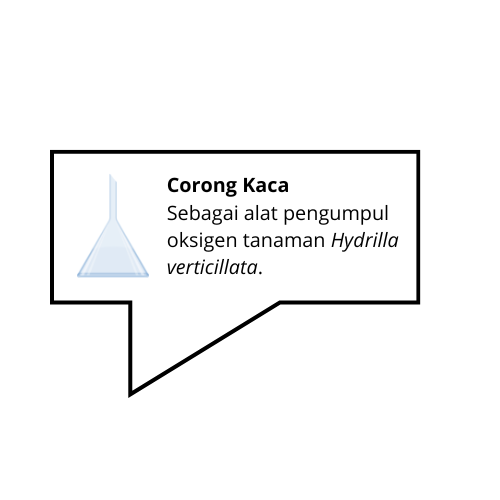 Corong Kaca
Sebagai alat pengumpul
oksigen tanaman Hydrilla
verticillata.